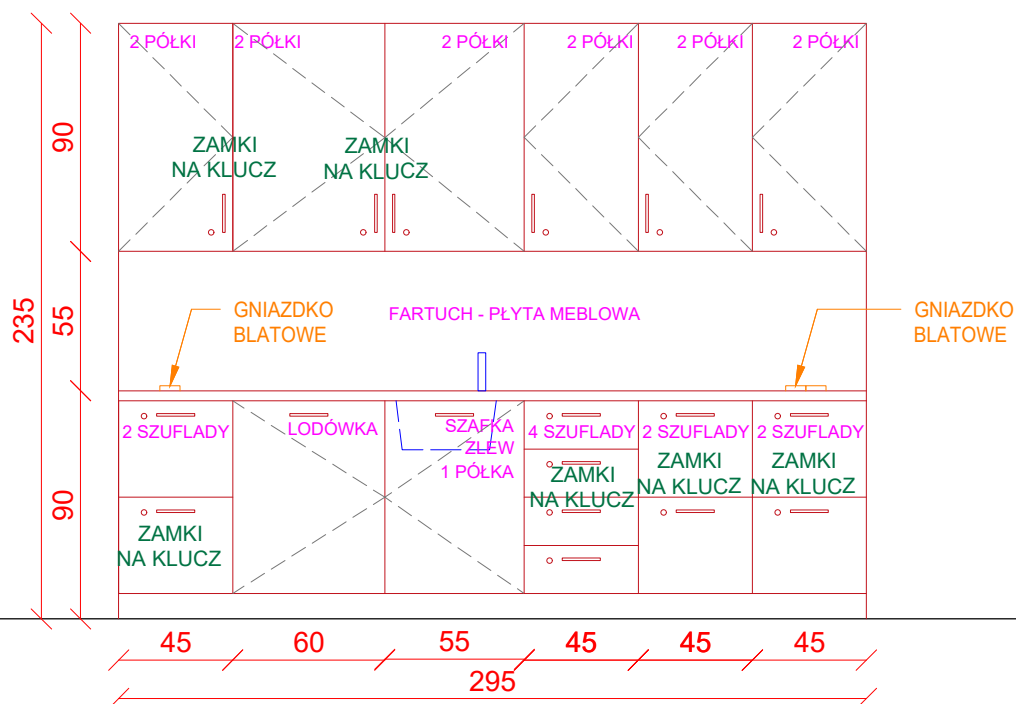 2 PÓŁKI
2 PÓŁKI
2 PÓŁKI
2 PÓŁKI
2 PÓŁKI
2 PÓŁKI
ZAMKI
NA KLUCZ
ZAMKI
NA KLUCZ
90
55
90
235
GNIAZDKO
BLATOWE
FARTUCH - PŁYTA MEBLOWA
GNIAZDKO
BLATOWE
2 SZUFLADY
LODÓWKA
SZAFKA
ZLEW
1 PÓŁKA
4 SZUFLADY
2 SZUFLADY
2 SZUFLADY
ZAMKI
NA KLUCZ
ZAMKI
NA KLUCZ
ZAMKI
NA KLUCZ
ZAMKI
NA KLUCZ
45
60
55
45
45
45
295